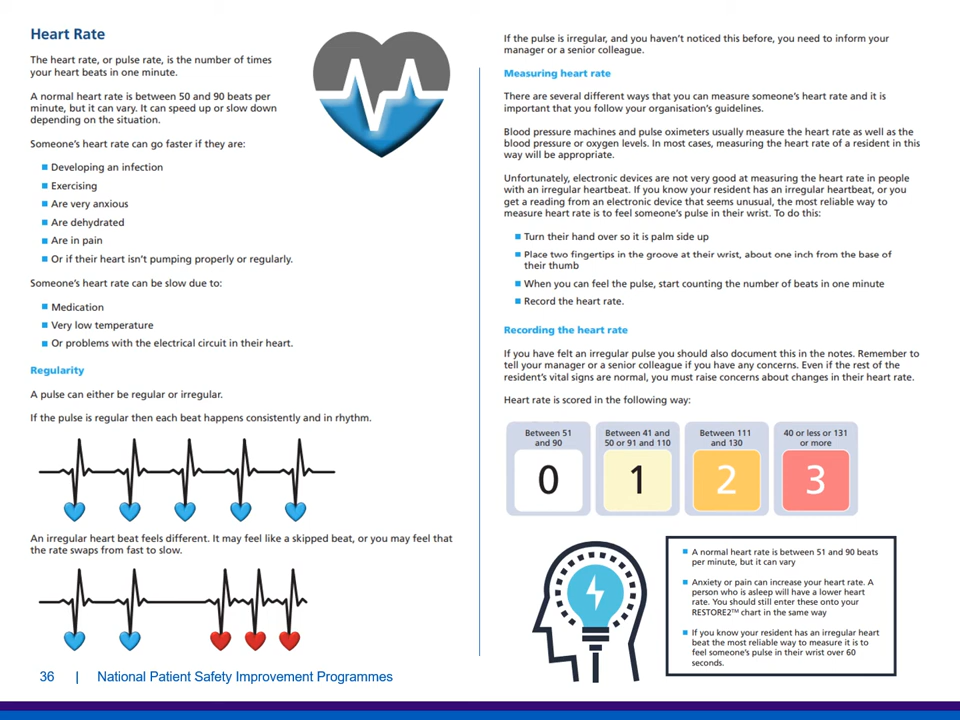 Heart Rate
The heart rate, or pulse rate, is the number of times
your heart beats in one minute.
A normal heart rate is between 50 and 90 beats per
minute, but it can vary. It can speed up or slow down
depending on the situation.
Someone's heart rate can go faster if they are:
Developing an infection
Exercising
Are very anxious
Are dehydrated
Are in pain
Or if their heart isn't pumping properly or regularly.
Someone's heart rate can be slow due to:
Medication
Very low temperature
Or problems with the electrical circuit in their heart.
Regularity
A pulse can either be regular or irregular.
If the pulse is regular then each beat happens consistently and in rhythm.
An irregular heart beat feels different. It may feel like a skipped beat, or you may feel that
the rate swaps from fast to slow.
If the pulse is irregular, and you haven't noticed this before, you need to inform your
manager or a senior colleague.
Measuring heart rate
There are several different ways that you can measure someone's heart rate and it is
important that you follow your organisation's guidelines.
Blood pressure machines and pulse oximeters usually measure the heart rate as well as the
blood pressure or oxygen levels. In most cases, measuring the heart rate of a resident in this
way will be appropriate.
Unfortunately, electronic devices are not very good at measuring the heart rate in people
with an irregular heartbeat. If you know your resident has an irregular heartbeat, or you
get a reading from an electronic device that seems unusual, the most reliable way to
measure heart rate is to feel someone's pulse in their wrist. To do this:
Turn their hand over so it is palm side up
Place two fingertips in the groove at their wrist, about one inch from the base of
their thumb
When you can feel the pulse, start counting the number of beats in one minute
Record the heart rate.
Recording the heart rate
If you have felt an irregular pulse you should also document this in the notes. Remember to
tell your manager or a senior colleague if you have any concerns. Even if the rest of the
resident's vital signs are normal, you must raise concerns about changes in their heart rate.
Heart rate is scored in the following way:
Between 51
and 90
0
Between 41 and
50 or 91 and 110
1
Between 111
and 130
2
40 or less or 131
or more
3
A normal heart rate is between 51 and 90 beats
per minute, but it can vary
Anxiety or pain can increase your heart rate. A
person who is asleep will have a lower heart
rate. You should still enter these onto your
RESTORE2™ chart in the same way
If you know your resident has an irregular heart
beat the most reliable way to measure it is to
feel someone's pulse in their wrist over 60
seconds.
36 | National Patient Safety Improvement Programmes